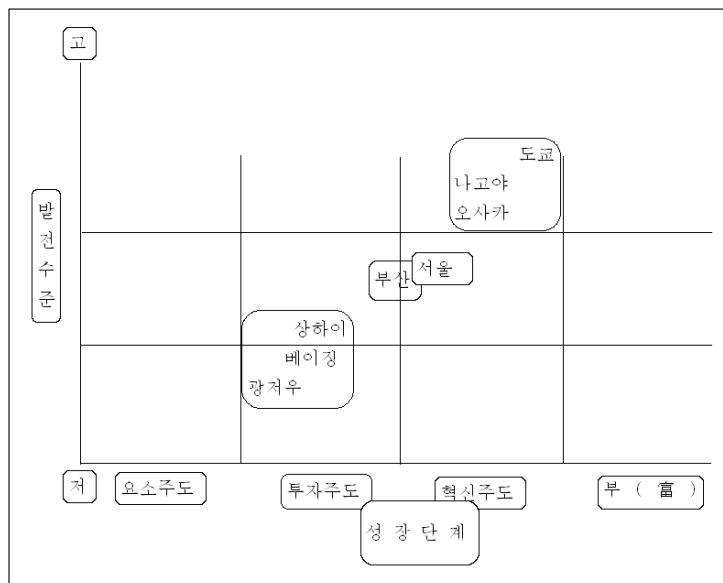 고
도쿄
나고야
오사카
발전수준
서울
부산
상하이
베이징
광저우
저
요소주도
투자주도
혁신주도
부 ( 富 )
성 장 단 계